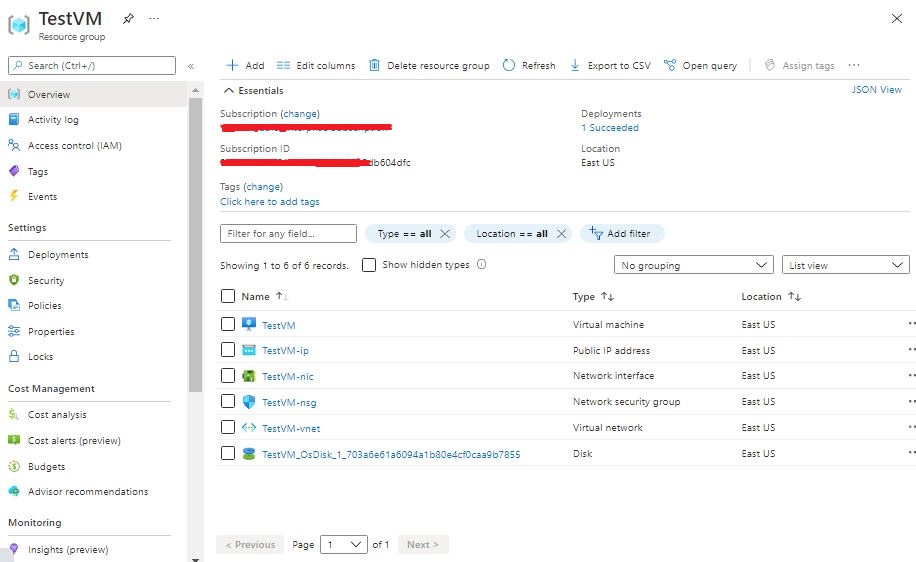 TestVM
Resource group
Search (Ctrl+/)
«
Overview
Activity log
Access control (IAM)
Tags
Events
Settings
Deployments
Security
Policies
Properties
Locks
Cost Management
Cost analysis
Cost alerts (preview)
Budgets
Advisor recommendations
Monitoring
Insights (preview)
Add Edit columns Delete resource group Refresh Export to CSV Open query Assign tags
Essentials JSON View
Subscription (change) Deployments
1 Succeeded
Subscription ID Location
db604dfc East US
Tags (change)
Click here to add tags
Filter for any field... Type == all Location == all Add filter
Showing 1 to 6 of 6 records. Show hidden types No grouping List view
Name Type Location
TestVM Virtual machine East US
TestVM-ip Public IP address East US
TestVM-nic Network interface East US
TestVM-nsg Network security group East US
TestVM-vnet Virtual network East US
TestVM_OsDisk_1_703a6e61a6094a1b80e4cf0caa9b7855 Disk East US
< Previous Page 1 of 1 Next >